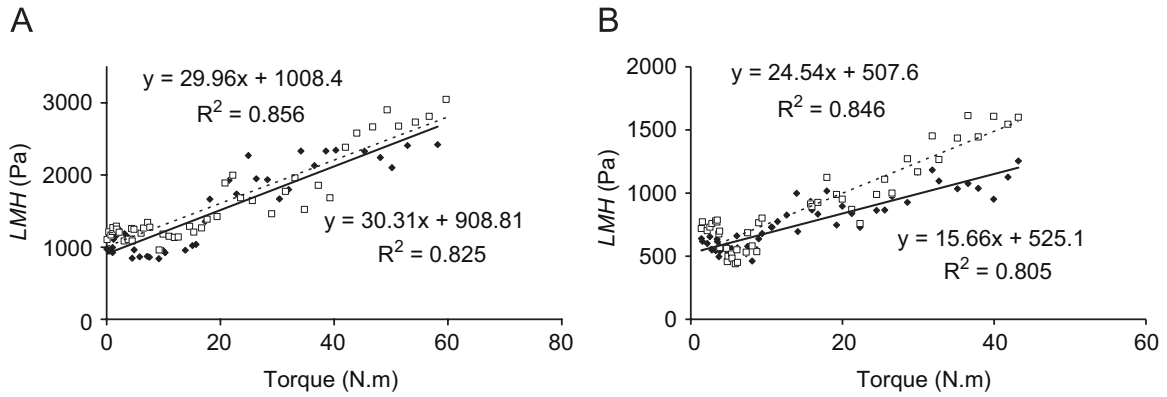 A
y = 29.96x + 1008.4
R² = 0.856
3000
2000
1000
0
LMH (Pa)
y = 30.31x + 908.81
R² = 0.825
0 20 40 60 80
Torque (N.m)
B
y = 24.54x + 507.6
R² = 0.846
2000
1500
1000
500
0
LMH (Pa)
y = 15.66x + 525.1
R² = 0.805
0 20 40 60
Torque (N.m)